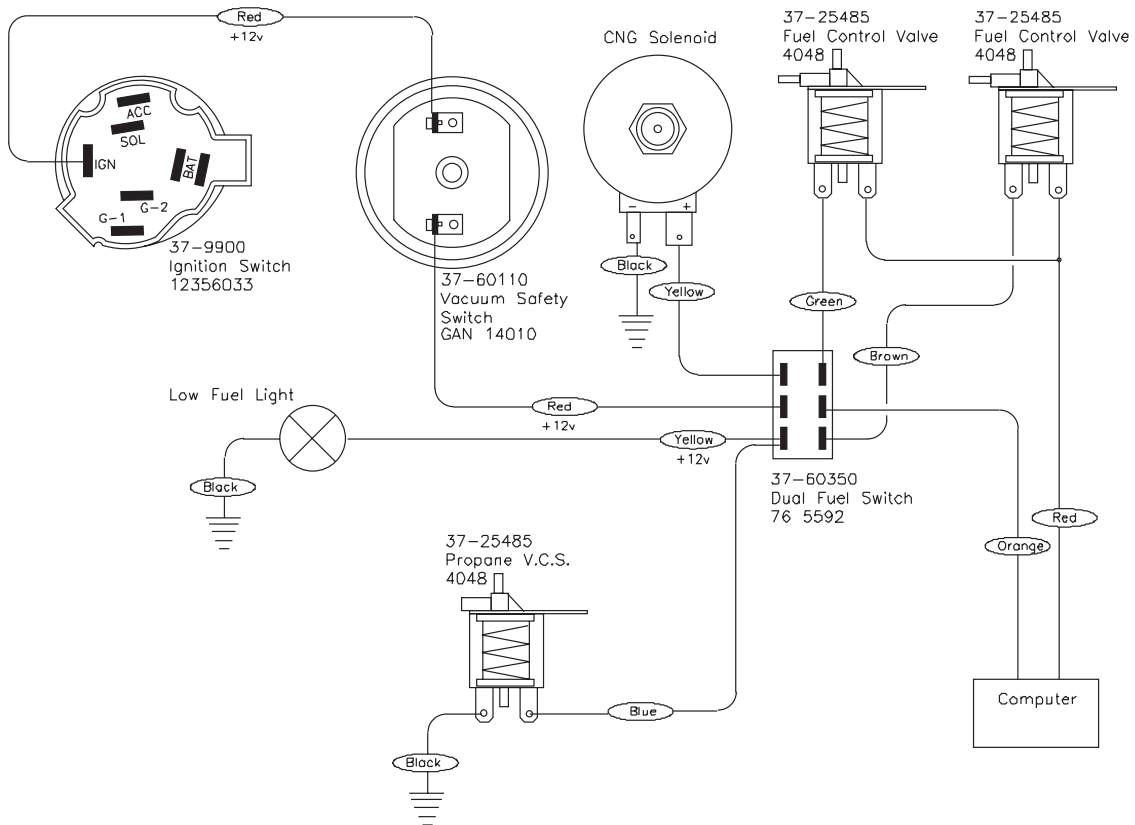 Red
+12v
37-25485
Fuel Control Valve
4048
37-25485
Fuel Control Valve
4048
CNG Solenoid
ACC
SOL
IGN
BAT
G-2
G-1
37-9900
Ignition Switch
12356033
37-60110
Vacuum Safety
Switch
GAN 14010
-
+
Black
Yellow
Green
Brown
Low Fuel Light
Red
+12v
Yellow
+12v
Black
37-60350
Dual Fuel Switch
76 5592
Red
Orange
37-25485
Propane V.C.S.
4048
Blue
Black
Computer